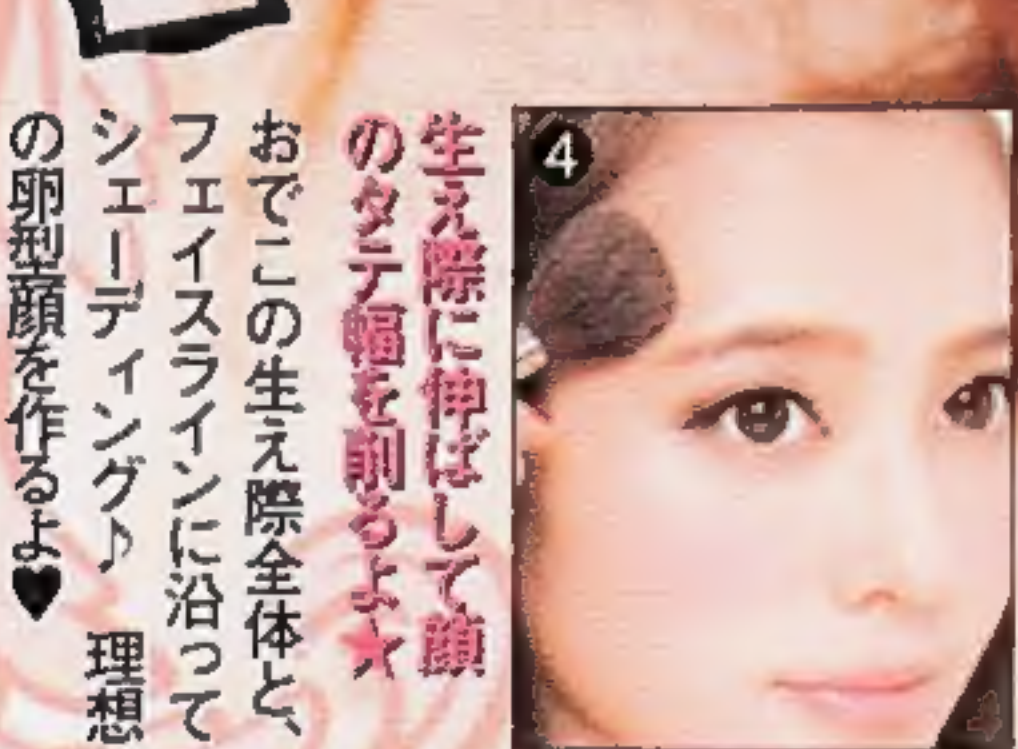 4
生え際に伸ばして顔
のタテ幅を削るよ★
おでこの生え際全体と、
フェイスラインに沿って
シェーディング♪ 理想
の卵型顔を作るよ♥